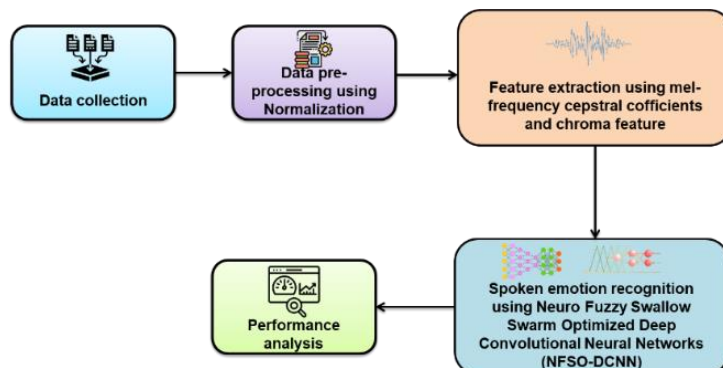 Data collection
Data pre-
processing using
Normalization
Feature extraction using mel-
frequency cepstral cofficients
and chroma feature
Spoken emotion recognition
using Neuro Fuzzy Swallow
Swarm Optimized Deep
Convolutional Neural Networks
(NFSO-DCNN)
Performance
analysis